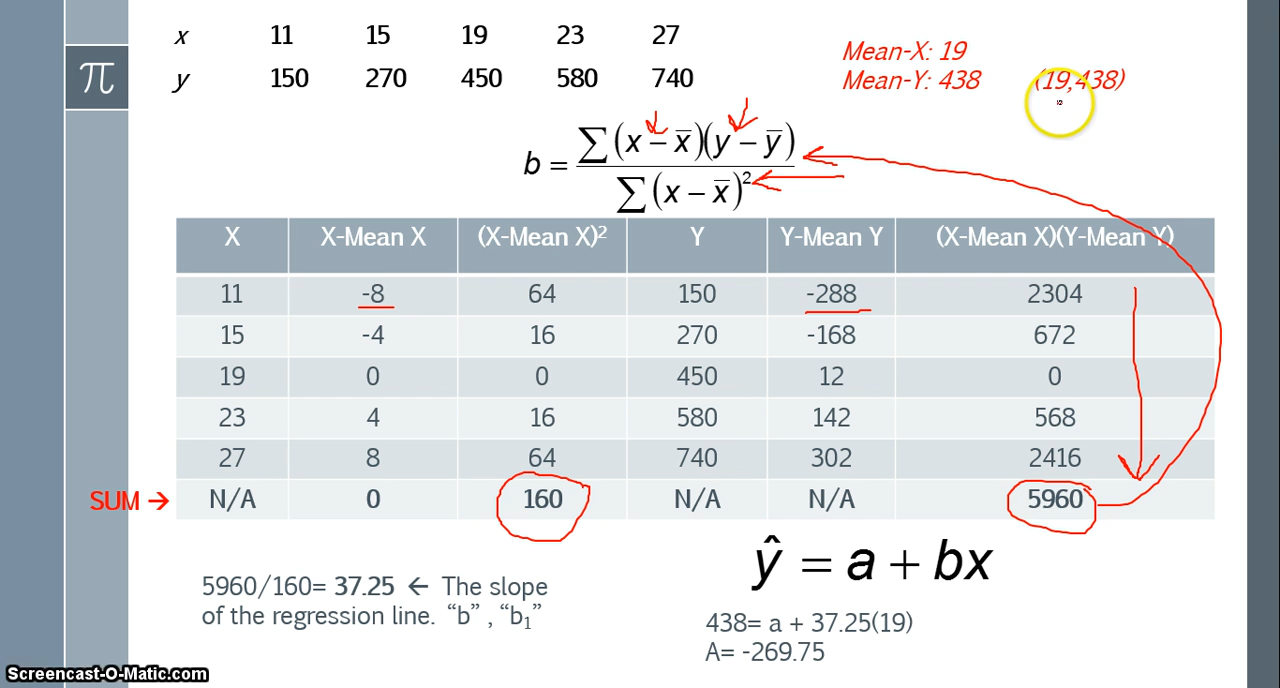 x 11 15 19 23 27
Mean-X: 19
π
y 150 270 450 580 740
Mean-Y: 438 (19,438)
b = ∑(x – x̅)(y – y̅) / ∑(x – x̅)²
X X-Mean X (X-Mean X)² Y Y-Mean Y (X-Mean X)(Y-Mean Y)
11 -8 64 150 -288 2304
15 -4 16 270 -168 672
19 0 0 450 12 0
23 4 16 580 142 568
27 8 64 740 302 2416
SUM → N/A 0 160 N/A N/A 5960
ŷ = a + bx
5960/160= 37.25 ← The slope
of the regression line. “b” , “b₁”
438= a + 37.25(19)
A= -269.75
Screencast-O-Matic.com